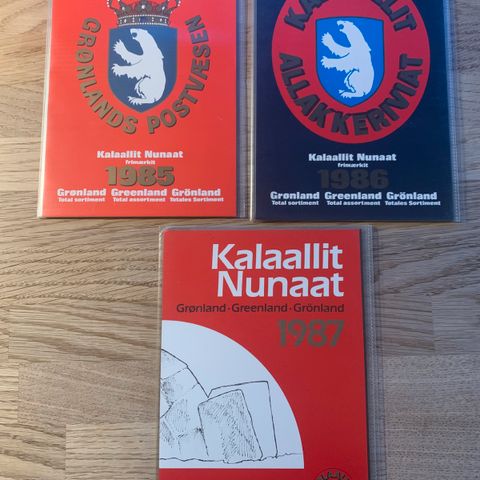 GRØNLANDS POSTVÆSEN
Kalaallit Nunaat
frimærkit
1985
Grønland Greenland Grönland
Total sortiment Total assortment Totales Sortiment
ALLAKKERIVIAT
Kalaallit Nunaat
frimærkit
1986
Grønland Greenland Grönland
Total sortiment Total assortment Totales Sortiment
Kalaallit
Nunaat
Grønland · Greenland · Grönland
1987